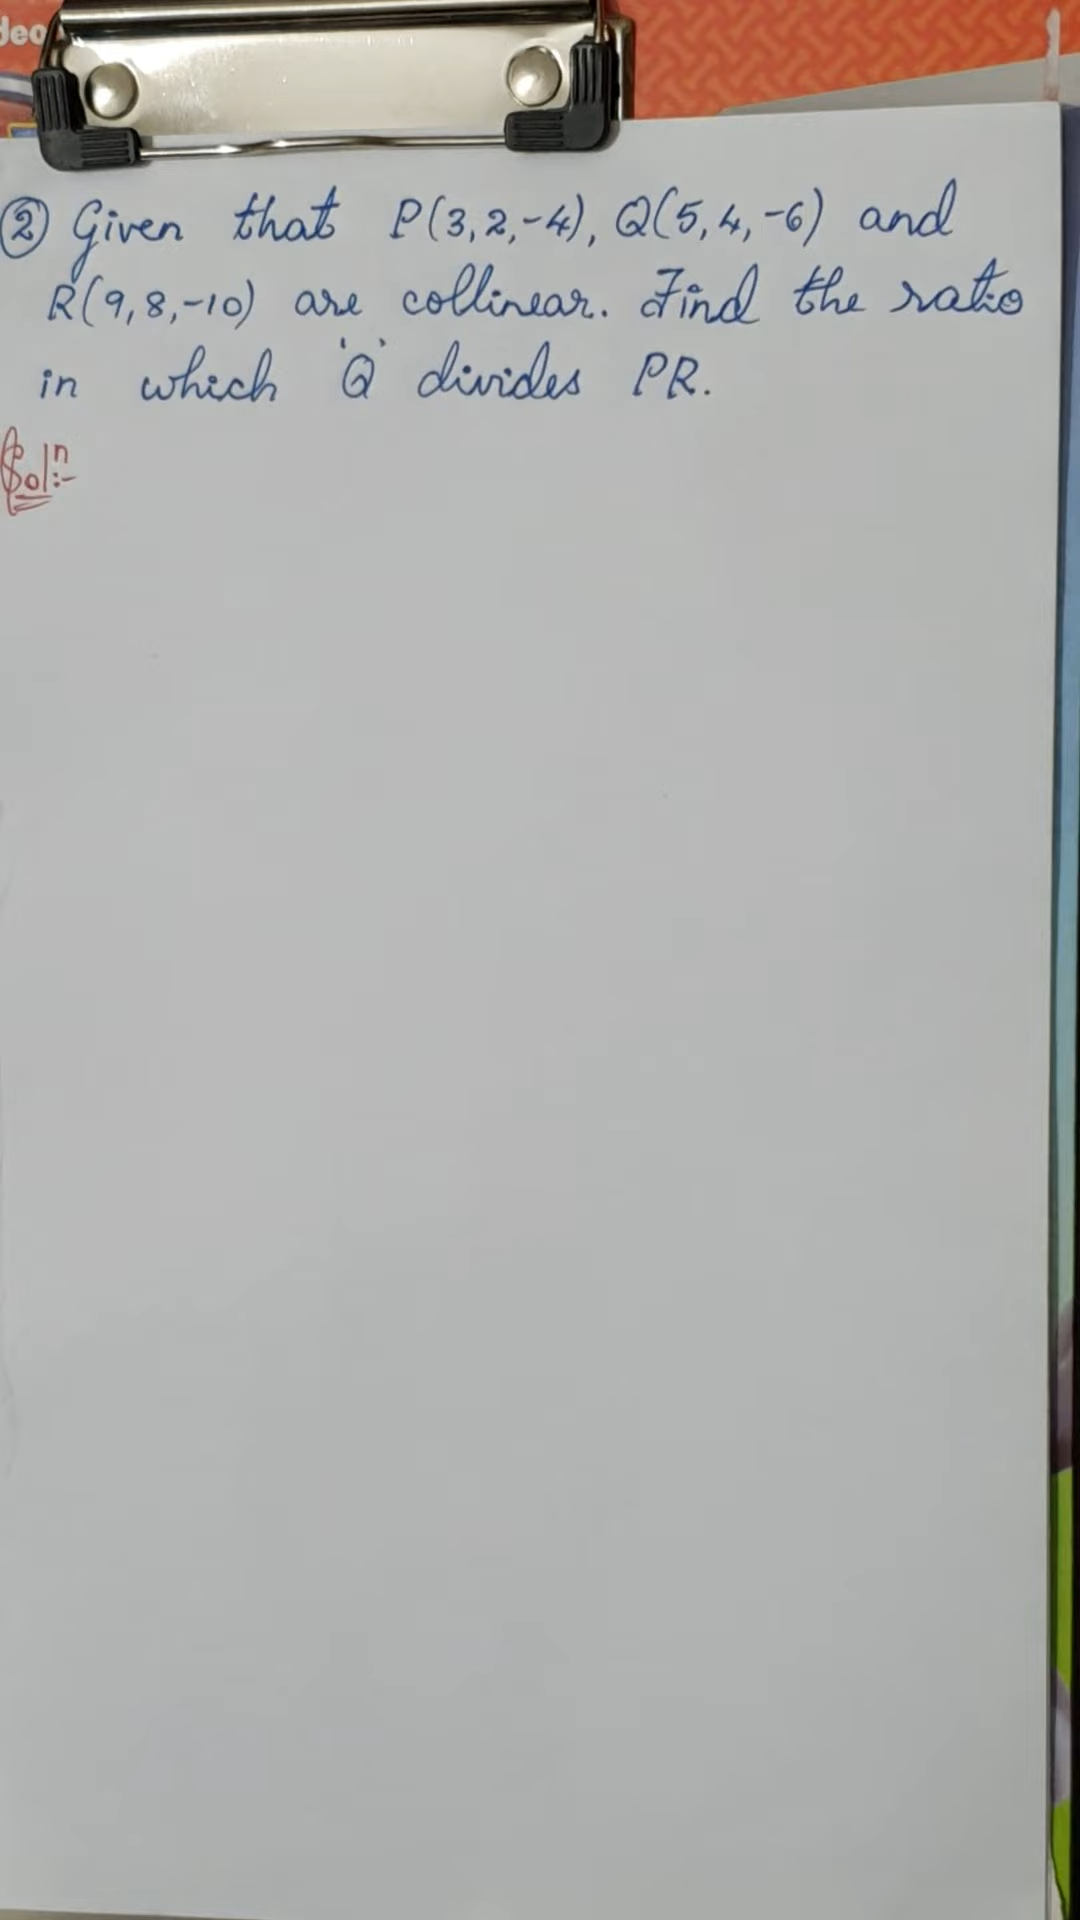 deo
② Given that P(3,2,-4), Q(5,4,-6) and
R(9,8,-10) are collinear. Find the ratio
in which 'Q' divides PR.
Solⁿ:-